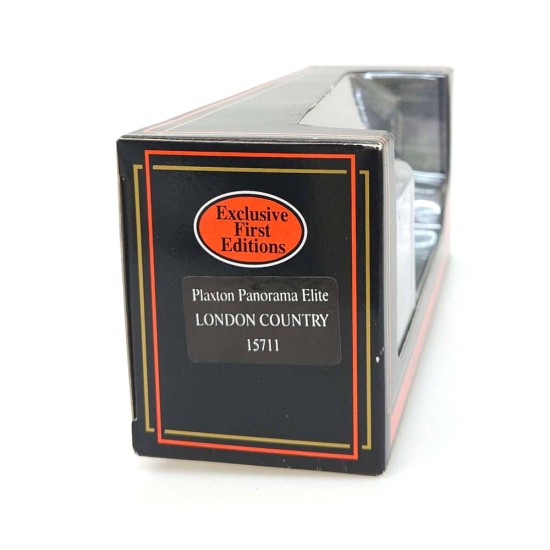 Exclusive
First
Editions
Plaxton Panorama Elite
LONDON COUNTRY
15711